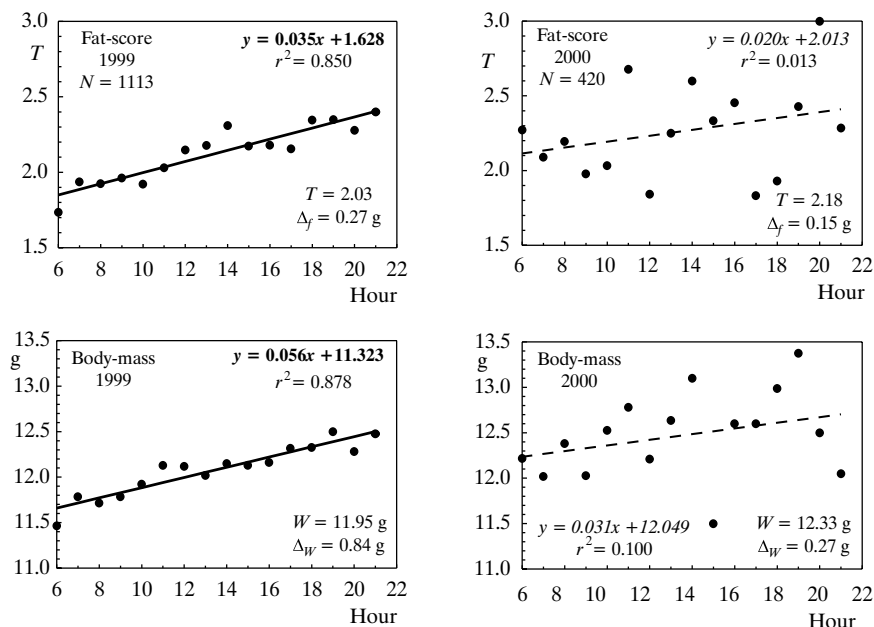 3.0
2.5
2.0
1.5
T
Fat-score
1999
N = 1113
y = 0.035x +1.628
r² = 0.850
T = 2.03
Δf = 0.27 g
6 8 10 12 14 16 18 20 22
Hour
3.0
2.5
2.0
1.5
T
Fat-score
2000
N = 420
y = 0.020x +2.013
r² = 0.013
T = 2.18
Δf = 0.15 g
6 8 10 12 14 16 18 20 22
Hour
13.5
13.0
12.5
12.0
11.5
11.0
g
Body-mass
1999
y = 0.056x +11.323
r² = 0.878
W = 11.95 g
ΔW = 0.84 g
6 8 10 12 14 16 18 20 22
Hour
13.5
13.0
12.5
12.0
11.5
11.0
g
Body-mass
2000
y = 0.031x +12.049
r² = 0.100
W = 12.33 g
ΔW = 0.27 g
6 8 10 12 14 16 18 20 22
Hour